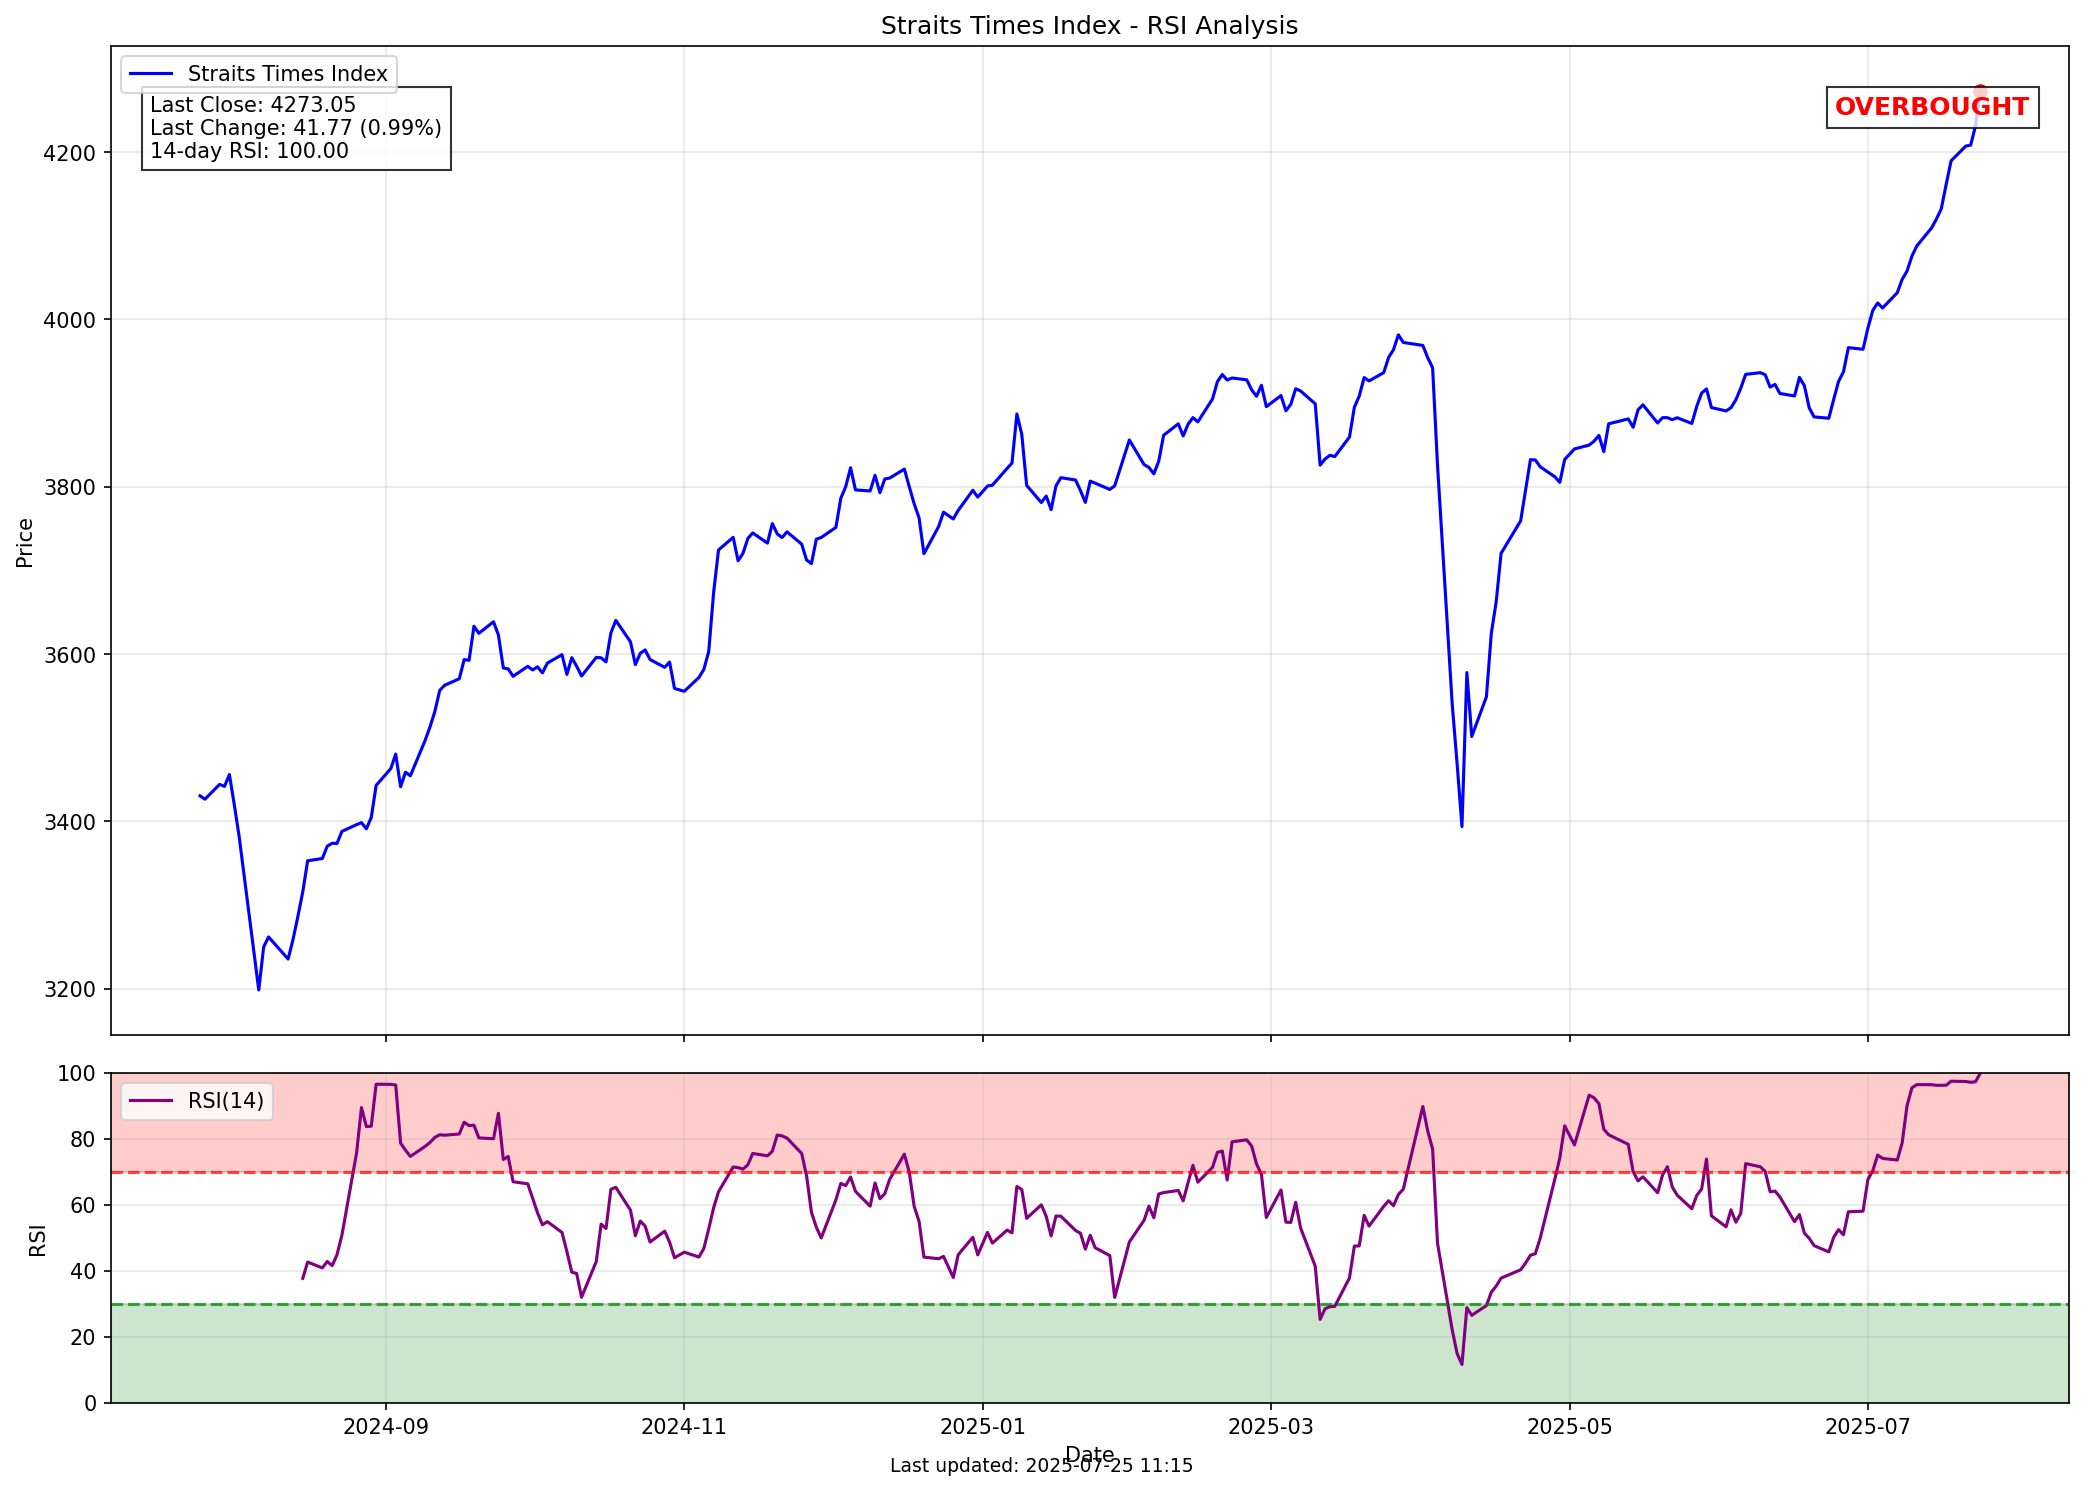 Straits Times Index - RSI Analysis
Straits Times Index
Last Close: 4273.05
Last Change: 41.77 (0.99%)
14-day RSI: 100.00
OVERBOUGHT
Price
4200
4000
3800
3600
3400
3200
RSI(14)
RSI
100
80
60
40
20
0
2024-09
2024-11
2025-01
2025-03
2025-05
2025-07
Date
Last updated: 2025-07-25 11:15